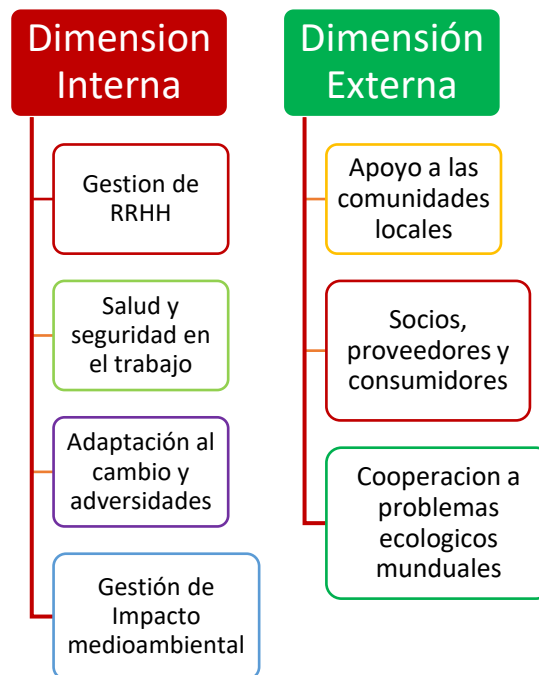 Dimension
Interna
Gestion de
RRHH
Salud y
seguridad en
el trabajo
Adaptación al
cambio y
adversidades
Gestión de
Impacto
medioambiental
Dimensión
Externa
Apoyo a las
comunidades
locales
Socios,
proveedores y
consumidores
Cooperacion a
problemas
ecologicos
munduales